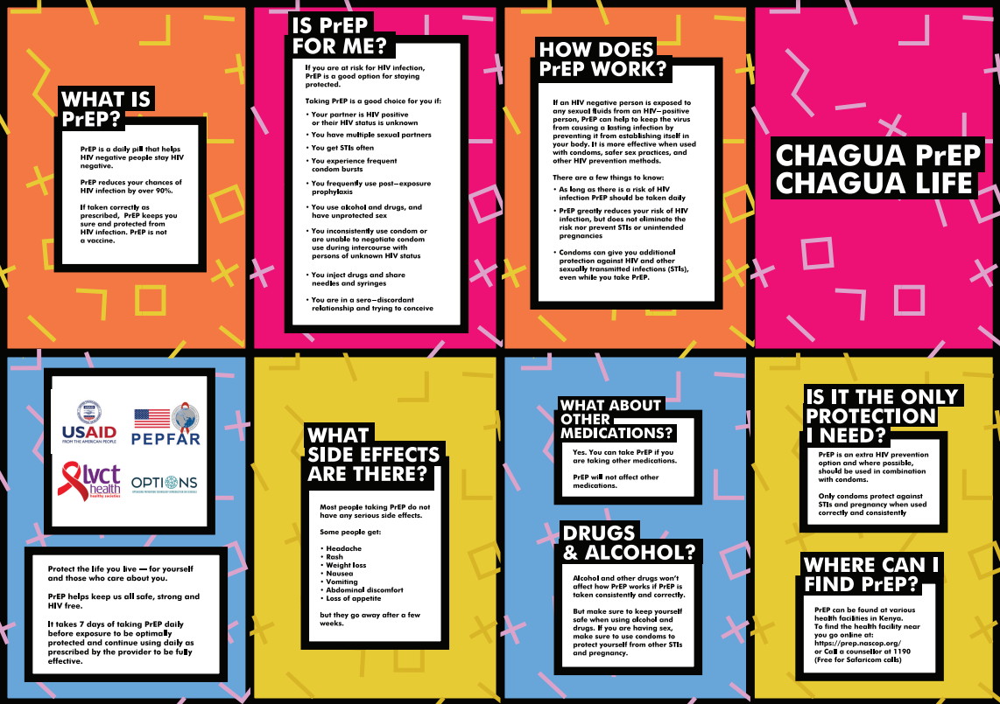 WHAT IS
PrEP?
PrEP is a daily pill that helps
HIV negative people stay HIV
negative.
PrEP reduces your chances of
HIV infection by over 90%.
If taken correctly as
prescribed, PrEP keeps you
sure and protected from
HIV infection. PrEP is not
a vaccine.
IS PrEP
FOR ME?
If you are at risk for HIV infection,
PrEP is a good option for staying
protected.
Taking PrEP is a good choice for you if:
• Your partner is HIV positive
or their HIV status is unknown
• You have multiple sexual partners
• You get STIs often
• You experience frequent
condom bursts
• You frequently use post–exposure
prophylaxis
• You use alcohol and drugs, and
have unprotected sex
• You inconsistently use condom or
are unable to negotiate condom
use during intercourse with
persons of unknown HIV status
• You inject drugs and share
needles and syringes
• You are in a sero–discordant
relationship and trying to conceive
HOW DOES
PrEP WORK?
If an HIV negative person is exposed to
any sexual fluids from an HIV–positive
person, PrEP can help to keep the virus
from causing a lasting infection by
preventing it from establishing itself in
your body. It is more effective when used
with condoms, safer sex practices, and
other HIV prevention methods.
There are a few things to know:
• As long as there is a risk of HIV
infection PrEP should be taken daily
• PrEP greatly reduces your risk of HIV
infection, but does not eliminate the
risk nor prevent STIs or unintended
pregnancies
• Condoms can give you additional
protection against HIV and other
sexually transmitted infections (STIs),
even while you take PrEP.
CHAGUA PrEP
CHAGUA LIFE
USAID
FROM THE AMERICAN PEOPLE
PEPFAR
lvct
health
healthy societies
OPTIONS
Protect the life you live — for yourself
and those who care about you.
PrEP helps keep us all safe, strong and
HIV free.
It takes 7 days of taking PrEP daily
before exposure to be optimally
protected and continue using daily as
prescribed by the provider to be fully
effective.
WHAT
SIDE EFFECTS
ARE THERE?
Most people taking PrEP do not
have any serious side effects.
Some people get:
• Headache
• Rash
• Weight loss
• Nausea
• Vomiting
• Abdominal discomfort
• Loss of appetite
but they go away after a few
weeks.
WHAT ABOUT
OTHER
MEDICATIONS?
Yes. You can take PrEP if you
are taking other medications.
PrEP will not affect other
medications.
DRUGS
& ALCOHOL?
Alcohol and other drugs won't
affect how PrEP works if PrEP is
taken consistently and correctly.
But make sure to keep yourself
safe when using alcohol and
drugs. If you are having sex,
make sure to use condoms to
protect yourself from other STIs
and pregnancy.
IS IT THE ONLY
PROTECTION
I NEED?
PrEP is an extra HIV prevention
option and where possible,
should be used in combination
with condoms.
Only condoms protect against
STIs and pregnancy when used
correctly and consistently
WHERE CAN I
FIND PrEP?
PrEP can be found at various
health facilities in Kenya.
To find the health facility near
you go online at:
https://prep.nascop.org/
or Call a counsellor at 1190
(Free for Safaricom calls)